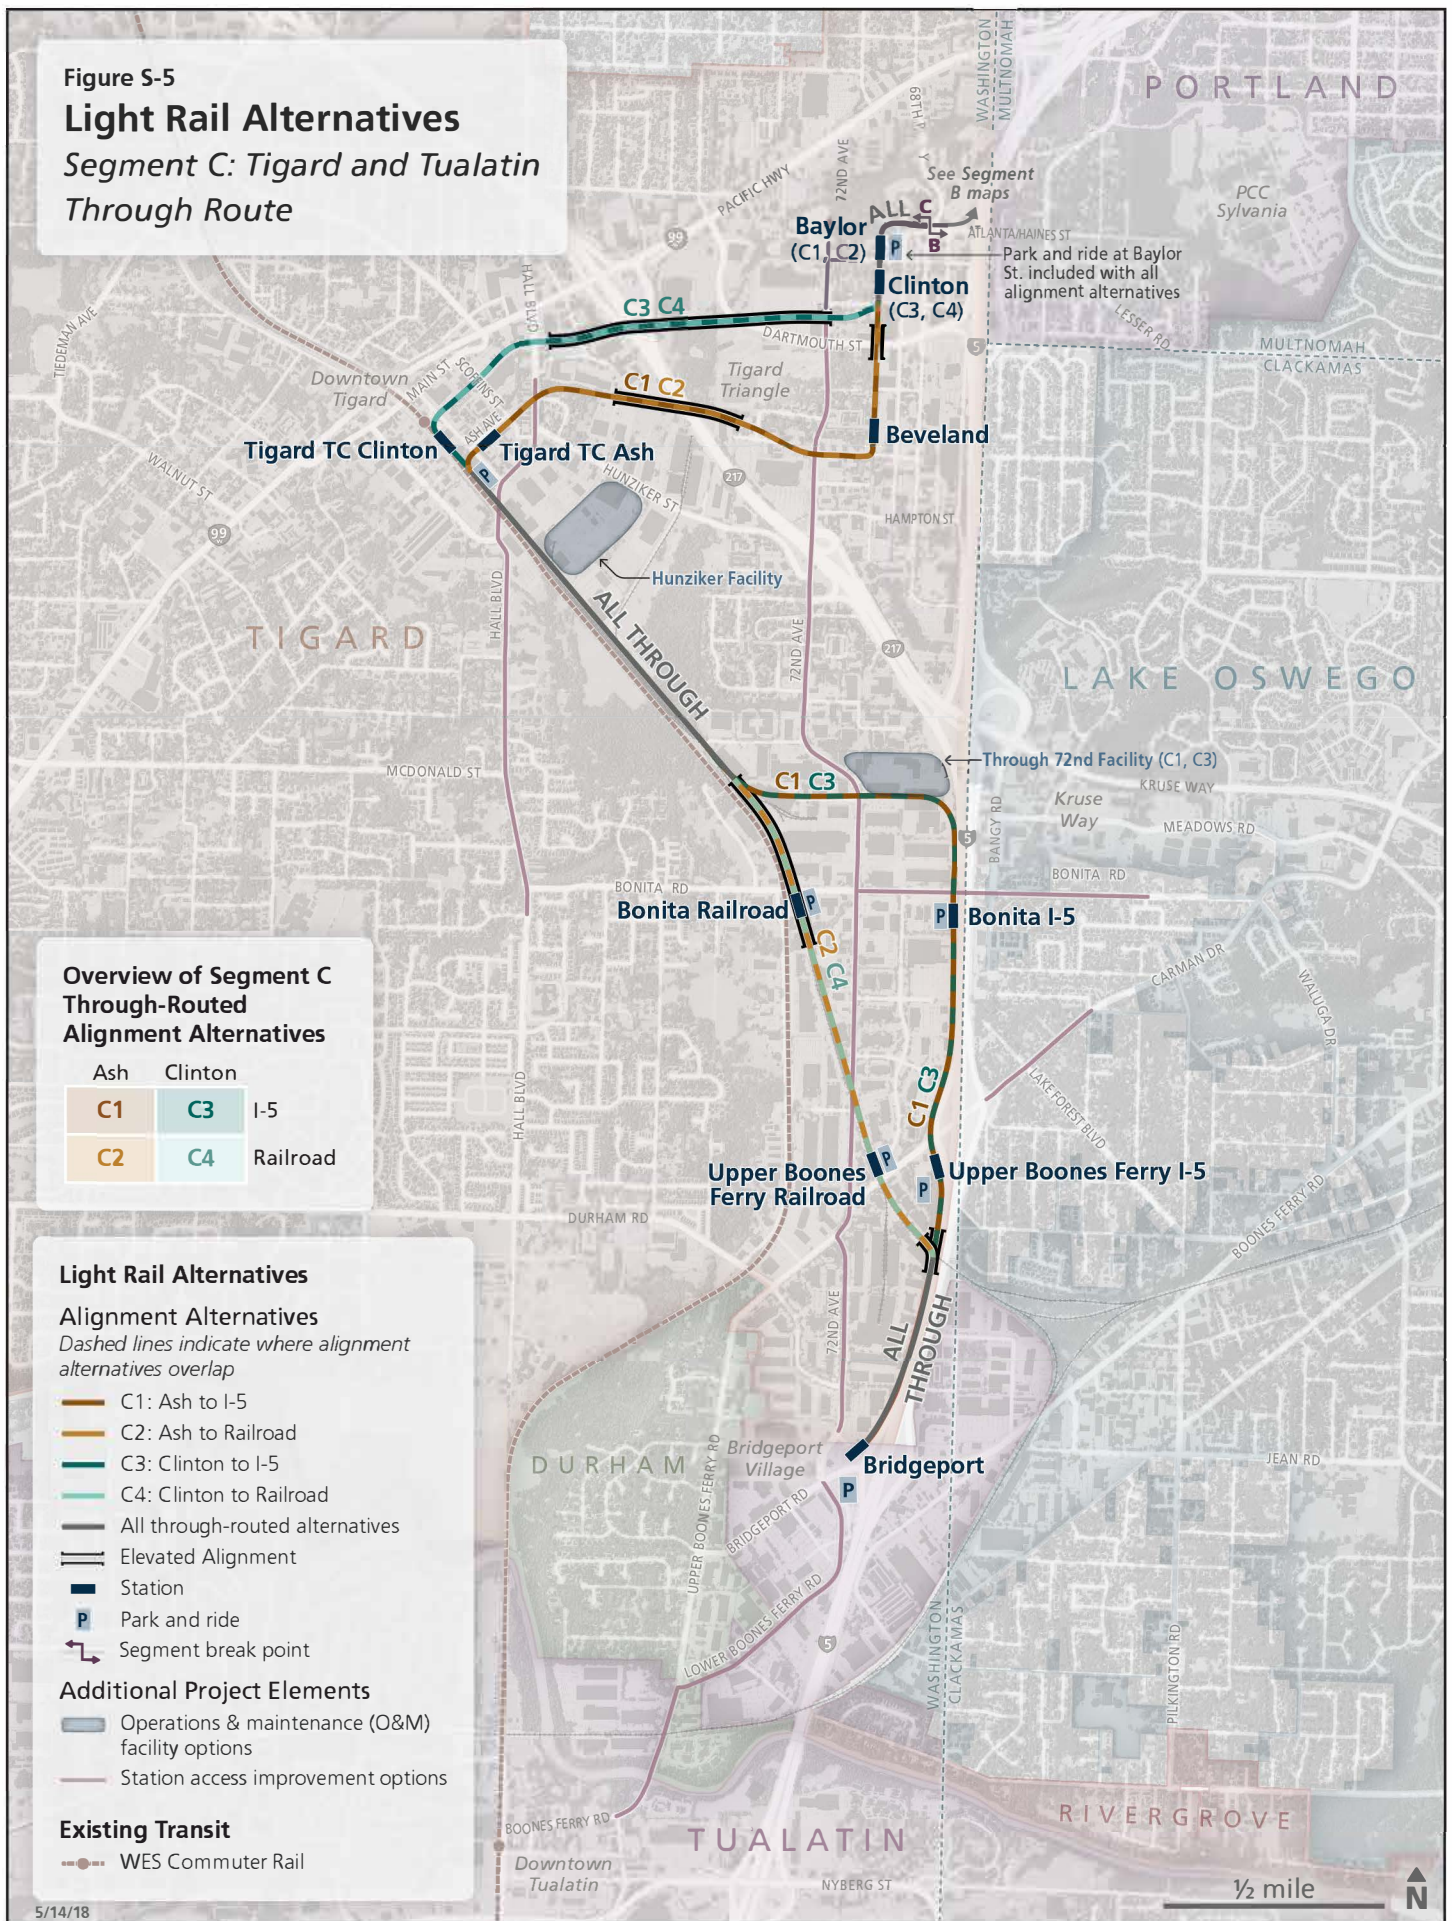 Figure S-5
Light Rail Alternatives
Segment C: Tigard and Tualatin
Through Route
PORTLAND
WASHINGTON
MULTNOMAH
PCC
Sylvania
See Segment
B maps
ALL
C
B
ATLANTA/HAINES ST
72ND AVE
PACIFIC HWY
99
Baylor
(C1, C2)
P
Park and ride at Baylor
St. included with all
alignment alternatives
Clinton
(C3, C4)
HALL BLVD
C3 C4
DARTMOUTH ST
LESSER RD
5
MULTNOMAH
CLACKAMAS
TIEDEMAN AVE
Downtown
Tigard
MAIN ST
SCOFFINS ST
C1 C2
Tigard
Triangle
ASH AVE
Beveland
Tigard TC Clinton
Tigard TC Ash
P
WALNUT ST
HUNZIKER ST
217
99
HAMPTON ST
Hunziker Facility
HALL BLVD
ALL THROUGH
TIGARD
72ND AVE
217
LAKE OSWEGO
MCDONALD ST
Through 72nd Facility (C1, C3)
C1 C3
KRUSE WAY
Kruse
Way
BANGY RD
5
MEADOWS RD
BONITA RD
BONITA RD
Bonita Railroad
P
P
Bonita I-5
C2 C4
CARMAN DR
WALUGA DR
Overview of Segment C
Through-Routed
Alignment Alternatives
Ash Clinton
C1 C3 I-5
C2 C4 Railroad
HALL BLVD
C1 C3
LAKE FOREST BLVD
Upper Boones
Ferry Railroad
P
P
Upper Boones Ferry I-5
DURHAM RD
BOONES FERRY RD
72ND AVE
ALL
THROUGH
Light Rail Alternatives
Alignment Alternatives
Dashed lines indicate where alignment
alternatives overlap
C1: Ash to I-5
C2: Ash to Railroad
C3: Clinton to I-5
C4: Clinton to Railroad
All through-routed alternatives
Elevated Alignment
Station
P
Park and ride
Segment break point
Additional Project Elements
Operations & maintenance (O&M)
facility options
Station access improvement options
Existing Transit
WES Commuter Rail
DURHAM
UPPER BOONES FERRY RD
Bridgeport
Village
Bridgeport
P
BRIDGEPORT RD
JEAN RD
LOWER BOONES FERRY RD
5
WASHINGTON
CLACKAMAS
PILKINGTON RD
BOONES FERRY RD
TUALATIN
RIVERGROVE
Downtown
Tualatin
NYBERG ST
½ mile
N
5/14/18